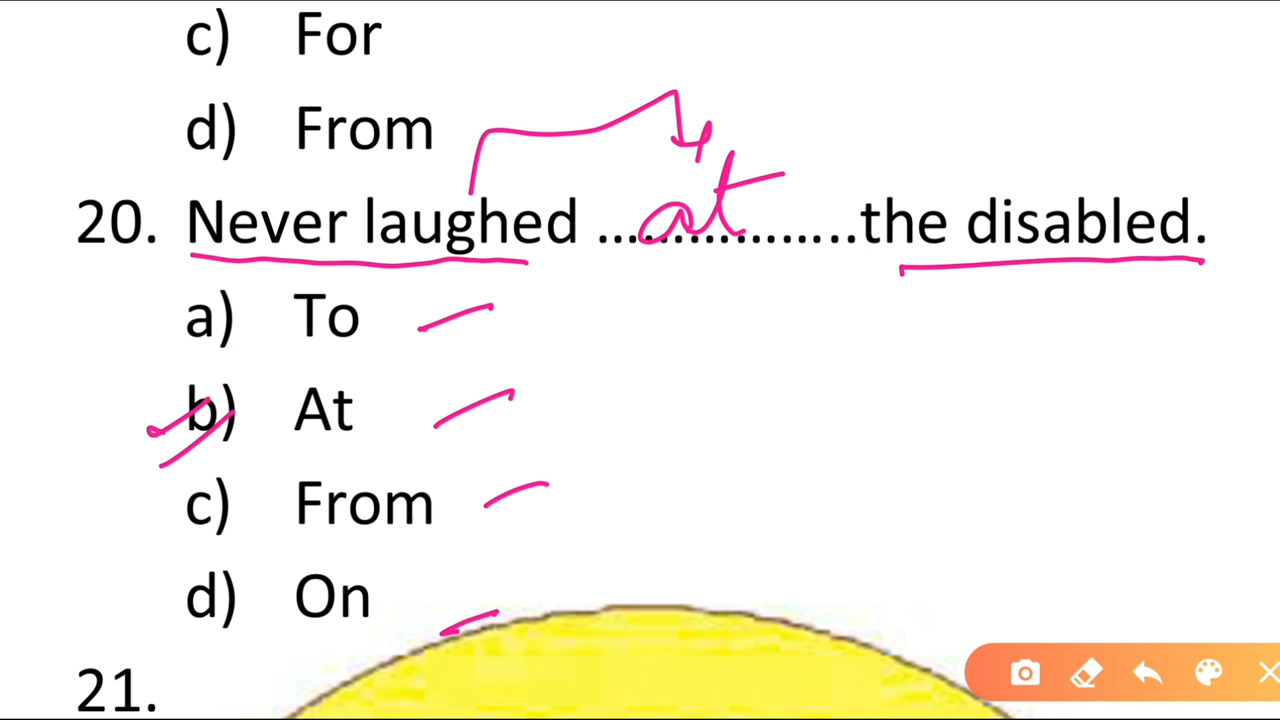 c) For
d) From
20. Never laughed ...at...the disabled.
a) To
b) At
c) From
d) On
21.